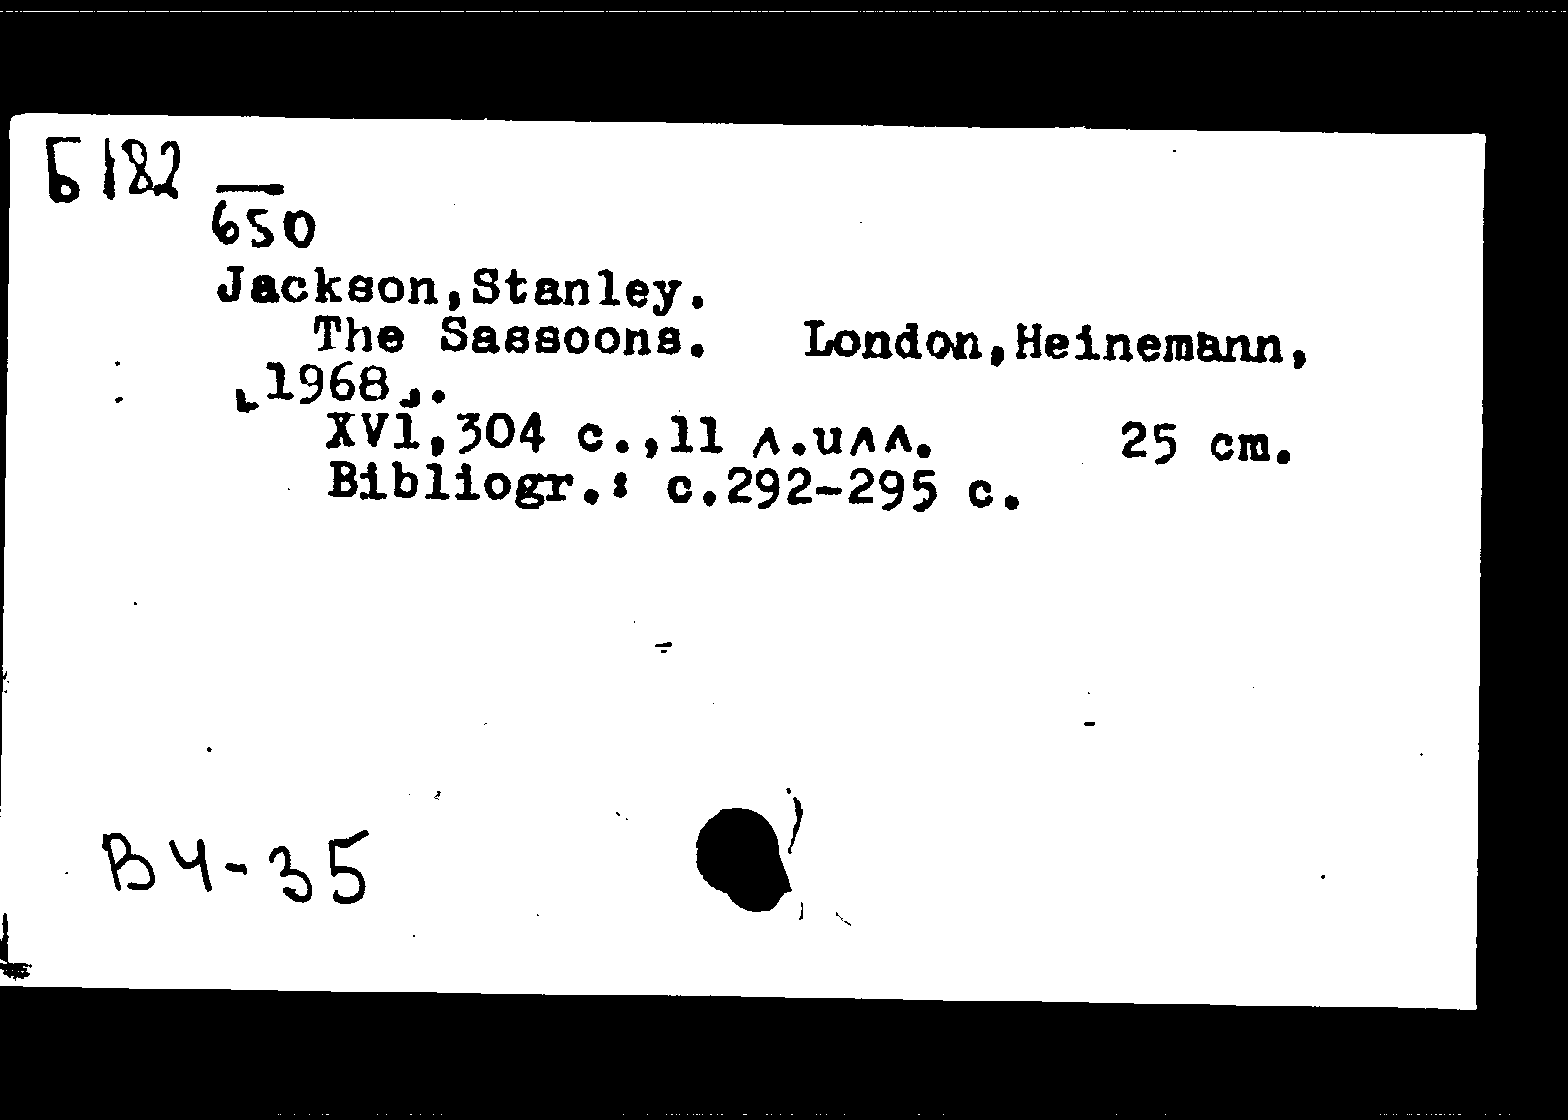 Б182
650
Jackson,Stanley.
The Sassoons. London,Heinemann,
[1968].
XVI,304 c.,11 л.илл. 25 cm.
Bibliogr.: c.292-295 c.
В4-35